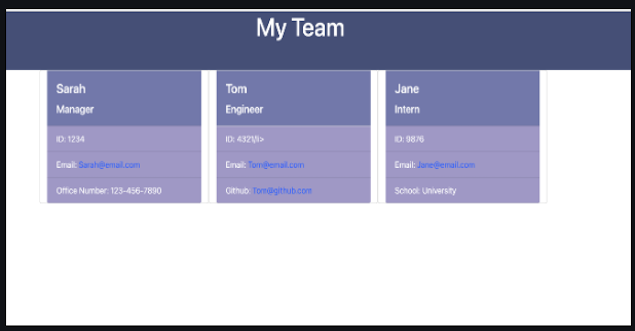 My Team
Sarah
Manager
ID: 1234
Email: Sarah@email.com
Office Number: 123-456-7890
Tom
Engineer
ID: 4321/i>
Email: Tom@email.com
Github: Tom@github.com
Jane
Intern
ID: 9876
Email: Jane@email.com
School: University